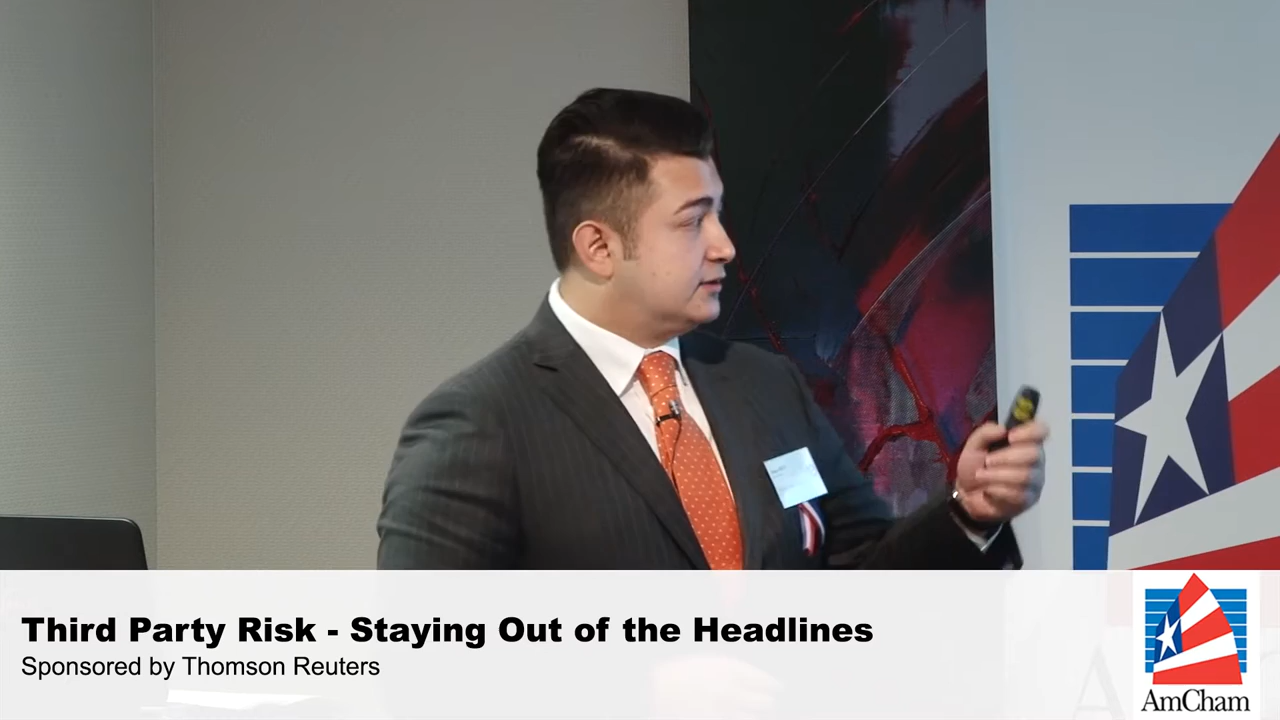 Third Party Risk - Staying Out of the Headlines
Sponsored by Thomson Reuters
AmCham